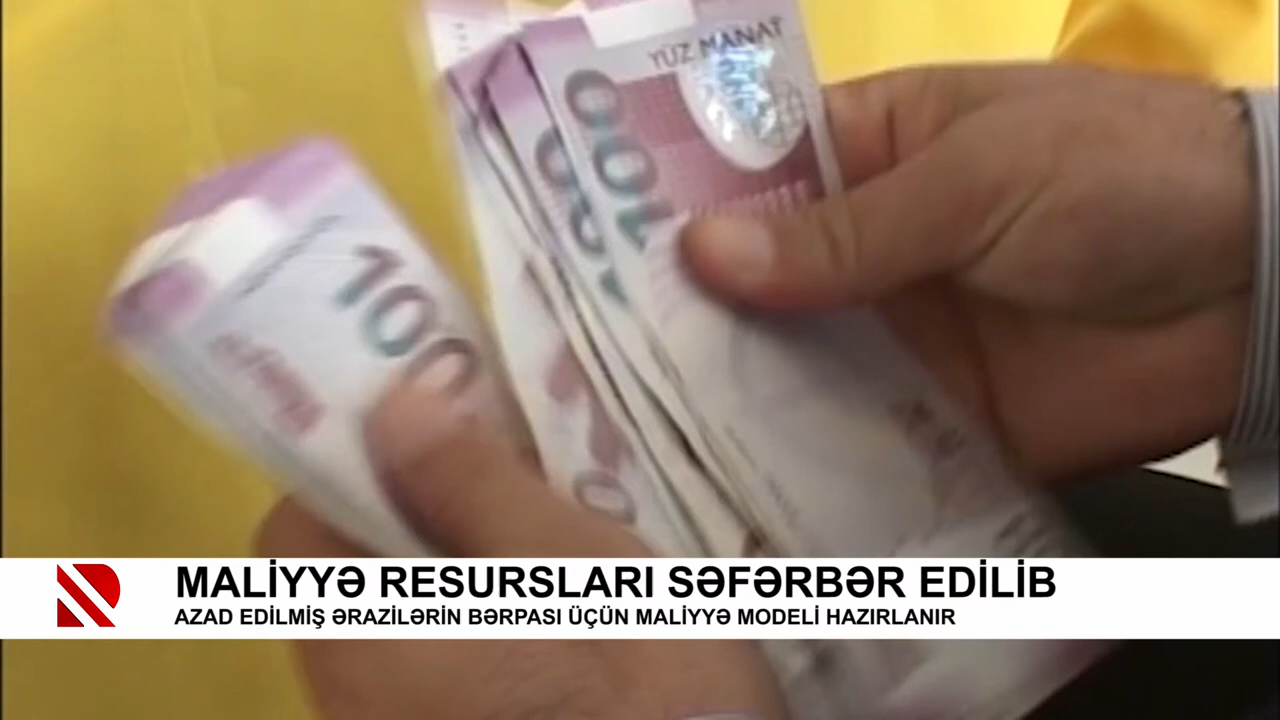 YÜZ MANAT
100
100
100
MALİYYƏ RESURSLARI SƏFƏRBƏR EDİLİB
AZAD EDİLMİŞ ƏRAZİLƏRİN BƏRPASI ÜÇÜN MALİYYƏ MODELİ HAZIRLANIR